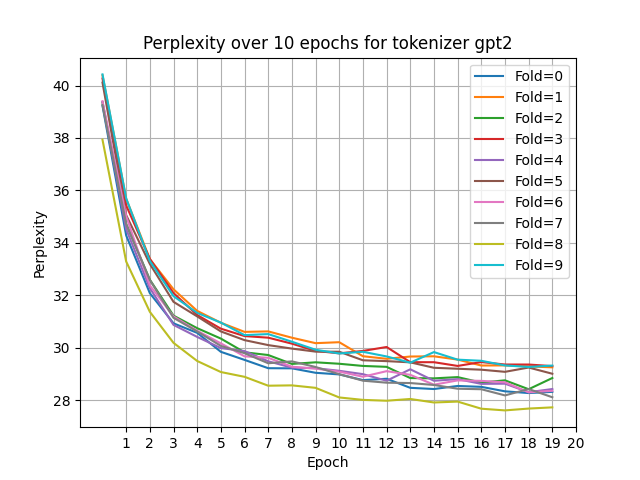 Perplexity over 10 epochs for tokenizer gpt2
Perplexity
40
38
36
34
32
30
28
Fold=0
Fold=1
Fold=2
Fold=3
Fold=4
Fold=5
Fold=6
Fold=7
Fold=8
Fold=9
1 2 3 4 5 6 7 8 9 10 11 12 13 14 15 16 17 18 19 20
Epoch